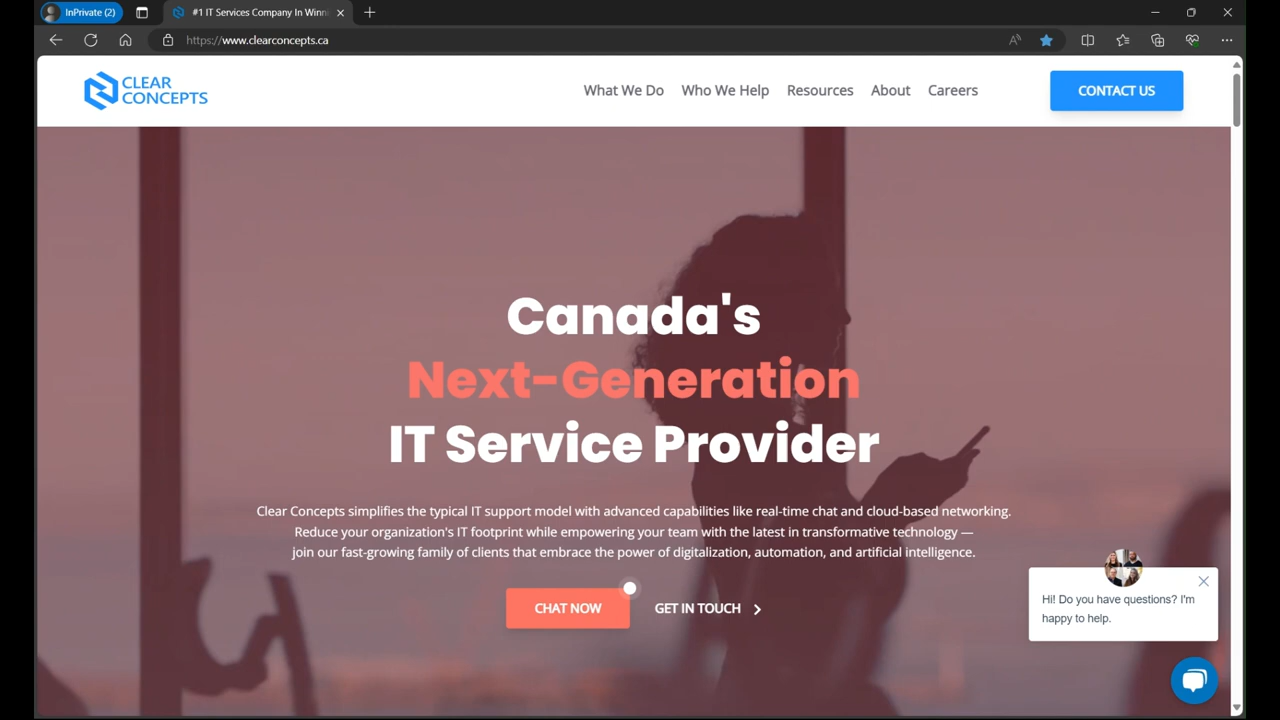 InPrivate (2)
#1 IT Services Company In Winni
https://www.clearconcepts.ca
CLEAR
CONCEPTS
What We Do
Who We Help
Resources
About
Careers
CONTACT US
Canada's
Next-Generation
IT Service Provider
Clear Concepts simplifies the typical IT support model with advanced capabilities like real-time chat and cloud-based networking.
Reduce your organization's IT footprint while empowering your team with the latest in transformative technology —
join our fast-growing family of clients that embrace the power of digitalization, automation, and artificial intelligence.
CHAT NOW
GET IN TOUCH
Hi! Do you have questions? I'm
happy to help.